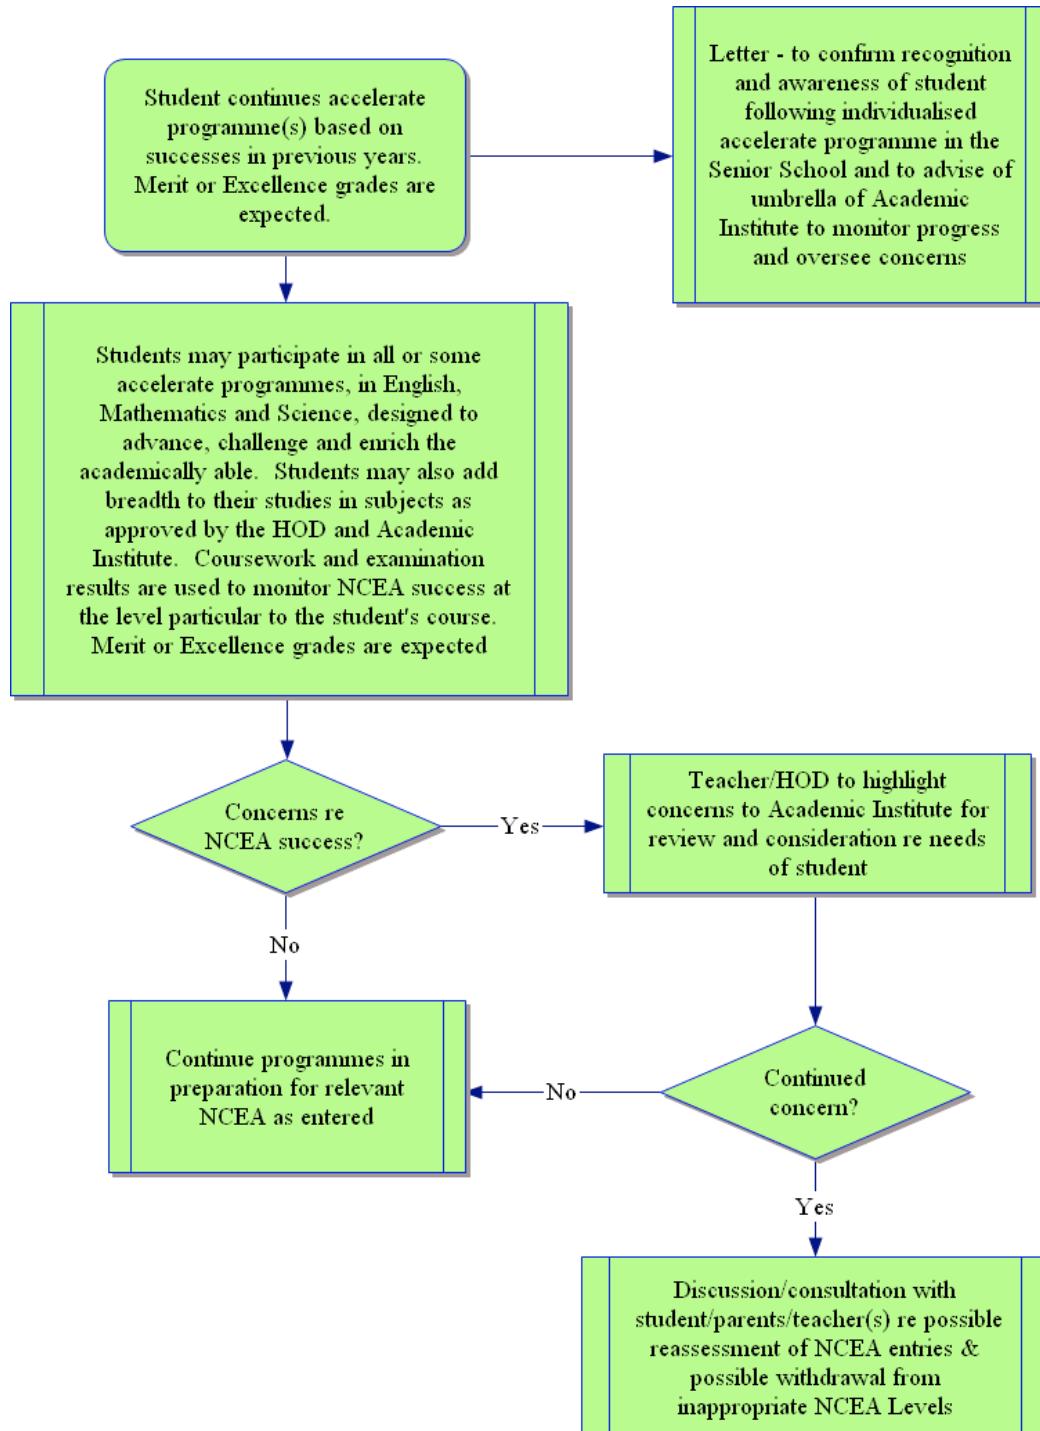 Student continues accelerate
programme(s) based on
successes in previous years.
Merit or Excellence grades are
expected.
Letter - to confirm recognition
and awareness of student
following individualised
accelerate programme in the
Senior School and to advise of
umbrella of Academic
Institute to monitor progress
and oversee concerns
Students may participate in all or some
accelerate programmes, in English,
Mathematics and Science, designed to
advance, challenge and enrich the
academically able.  Students may also add
breadth to their studies in subjects as
approved by the HOD and Academic
Institute.  Coursework and examination
results are used to monitor NCEA success at
the level particular to the student's course.
Merit or Excellence grades are expected
Concerns re
NCEA success?
Yes
Teacher/HOD to highlight
concerns to Academic Institute for
review and consideration re needs
of student
No
Continue programmes in
preparation for relevant
NCEA as entered
No
Continued
concern?
Yes
Discussion/consultation with
student/parents/teacher(s) re possible
reassessment of NCEA entries &
possible withdrawal from
inappropriate NCEA Levels